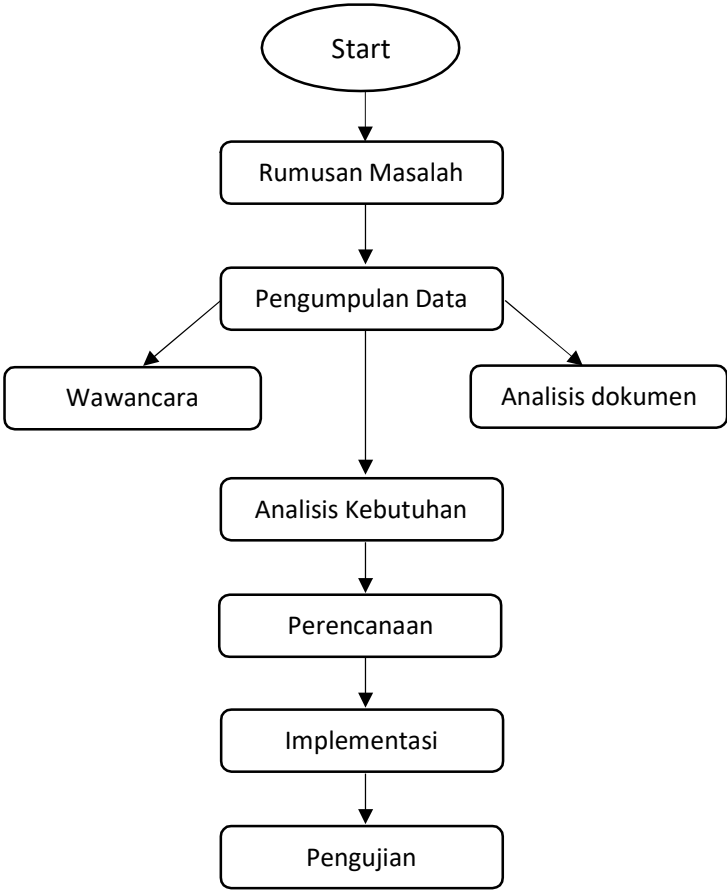 Start
Rumusan Masalah
Pengumpulan Data
Wawancara
Analisis dokumen
Analisis Kebutuhan
Perencanaan
Implementasi
Pengujian